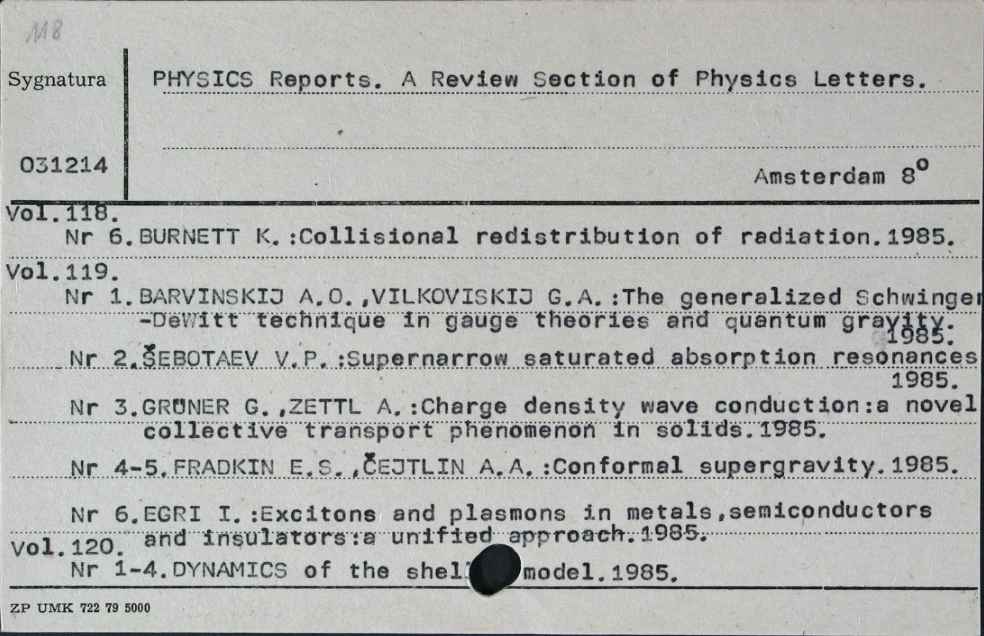 118
Sygnatura
PHYSICS Reports. A Review Section of Physics Letters.
031214
Amsterdam 8°
Vol.118.
Nr 6.BURNETT K.:Collisional redistribution of radiation.1985.
Vol.119.
Nr 1.BARVINSKIJ A.O.,VILKOVISKIJ G.A.:The generalized Schwinger
-DeWitt technique in gauge theories and quantum gravity.
1985.
Nr 2.ŠEBOTAEV V.P.:Supernarrow saturated absorption resonances
1985.
Nr 3.GRÜNER G.,ZETTL A.:Charge density wave conduction:a novel
collective transport phenomenon in solids.1985.
Nr 4-5.FRADKIN E.S.,ČEJTLIN A.A.:Conformal supergravity.1985.
Nr 6.EGRI I.:Excitons and plasmons in metals,semiconductors
and insulators:a unified approach.1985.
Vol.120.
Nr 1-4.DYNAMICS of the shell model.1985.
ZP UMK 722 79 5000